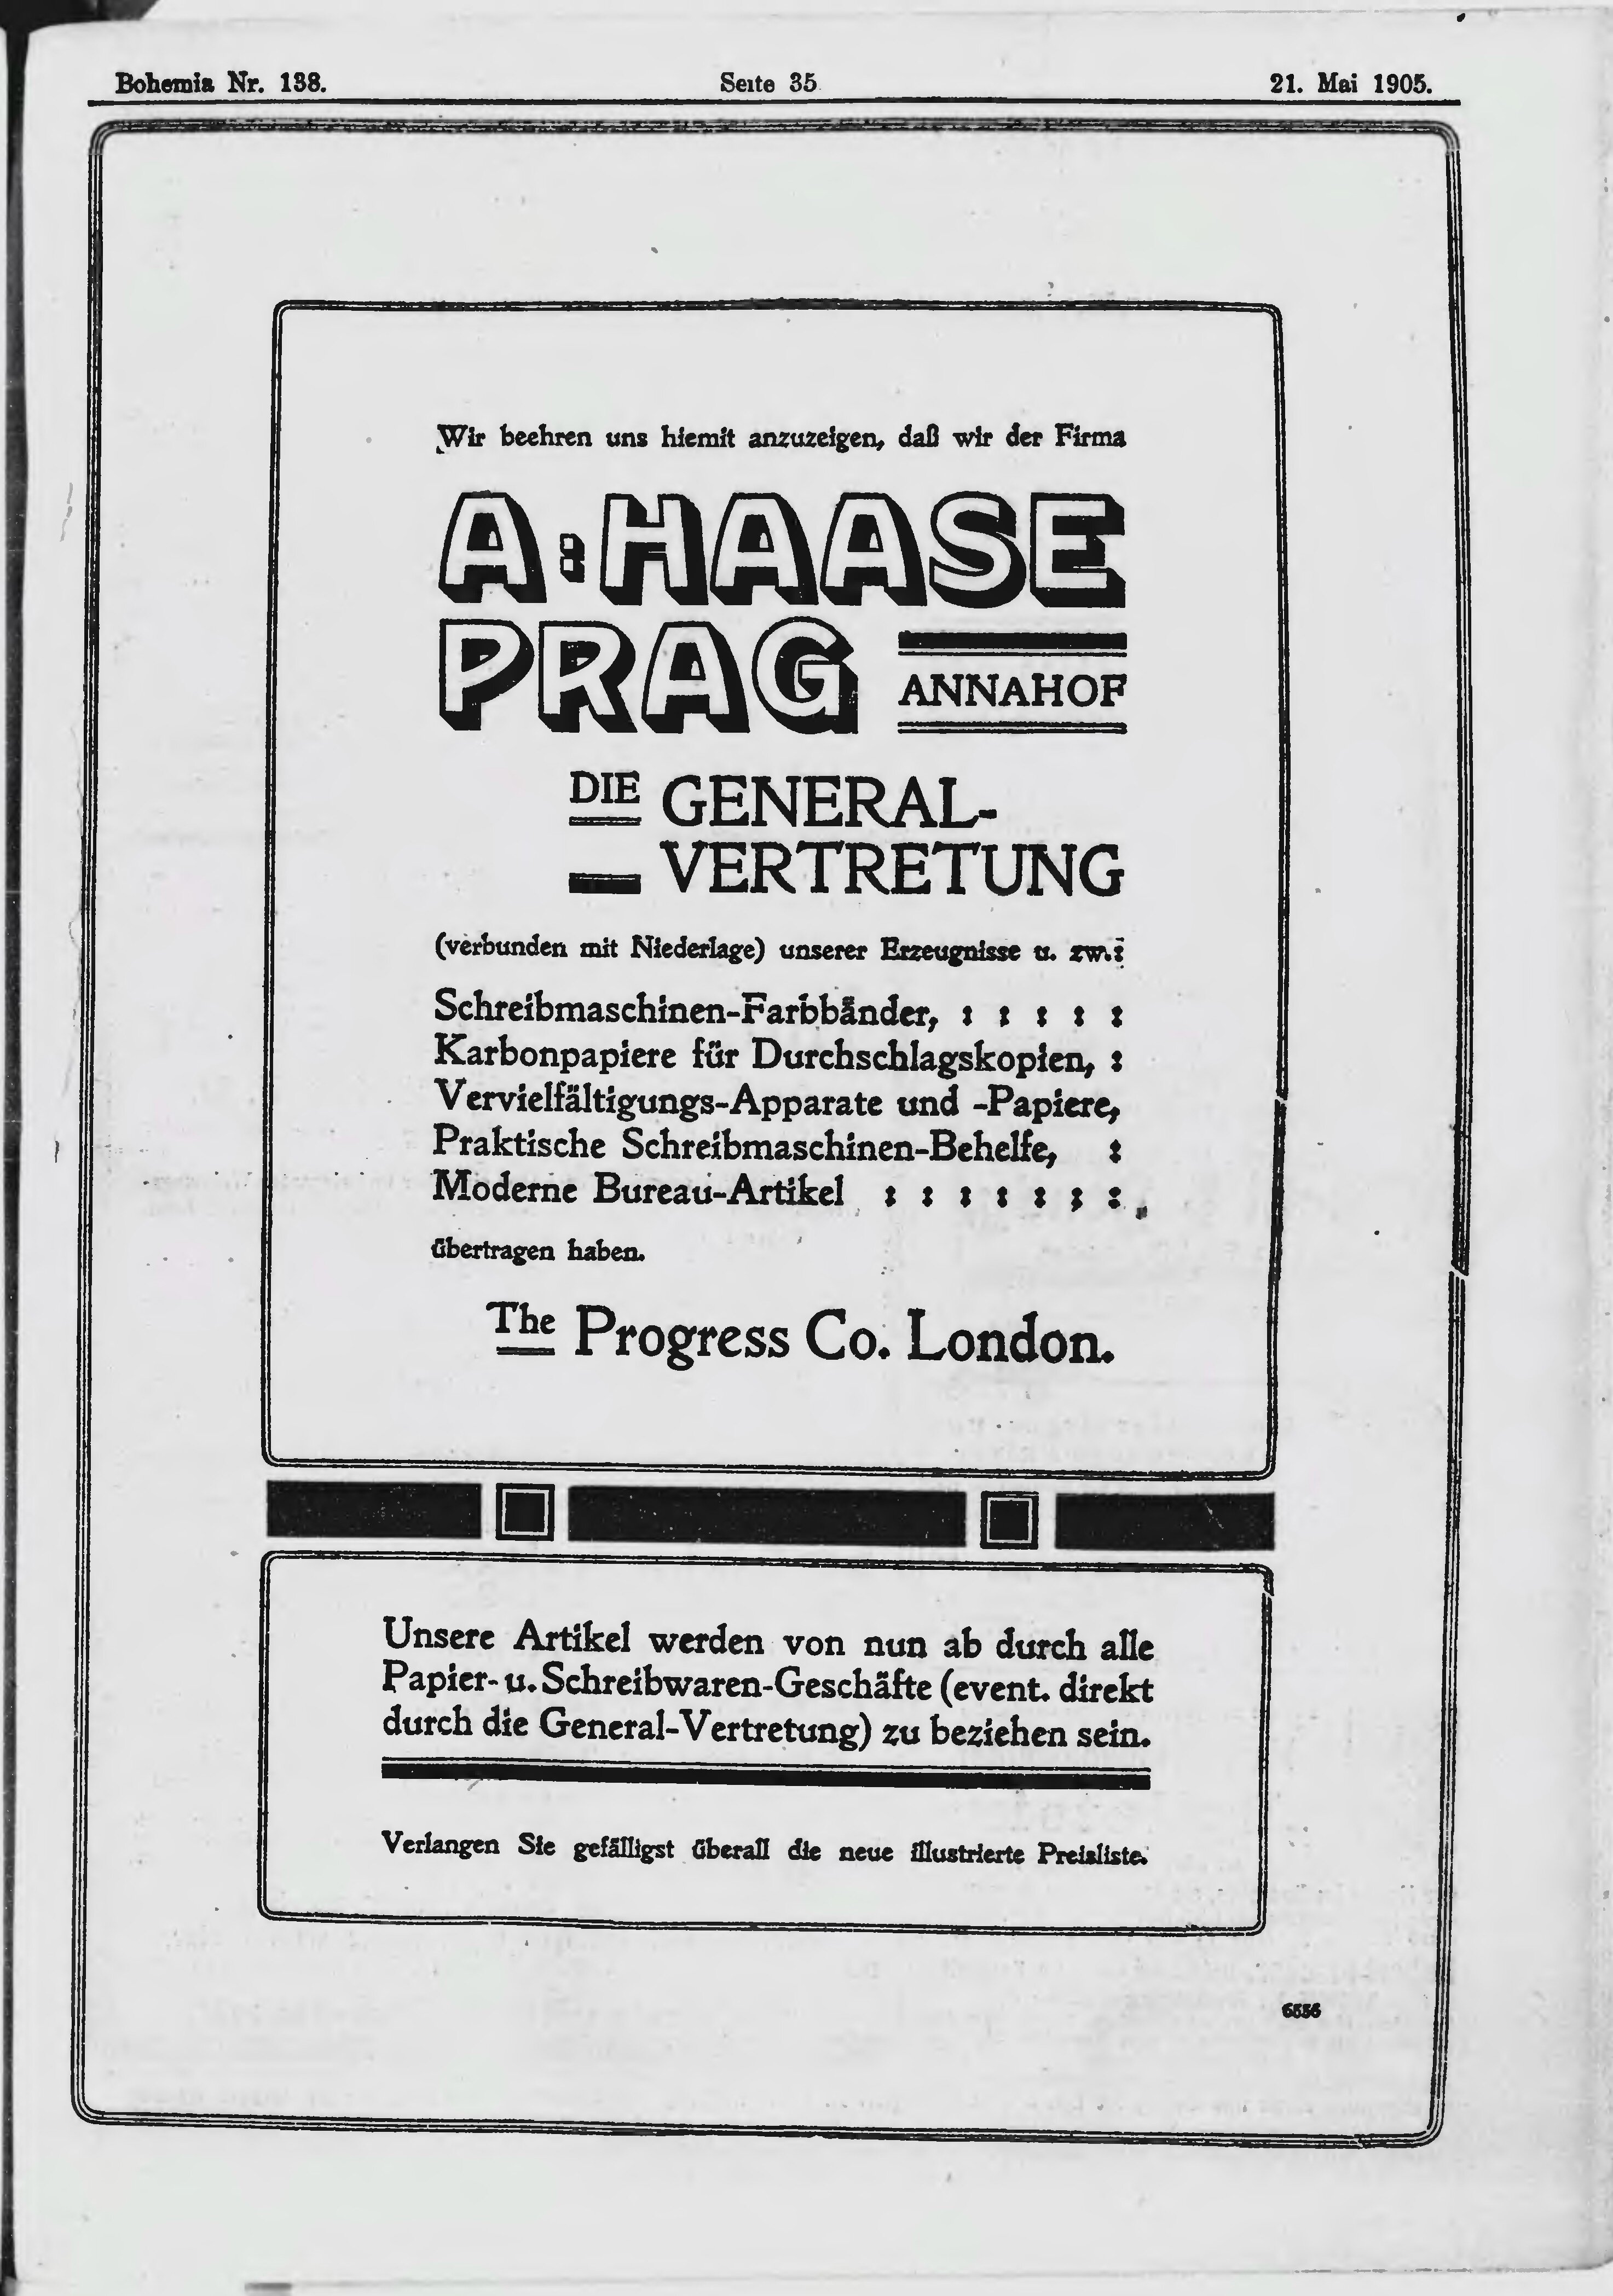 Bohemia Nr. 138. Seite 35 21. Mai 1905.
Wir beehren uns hiemit anzuzeigen, daß wir der Firma
A : HAASE
PRAG ANNAHOF
DIE GENERAL-
VERTRETUNG
(verbunden mit Niederlage) unserer Erzeugnisse u. zw.:
Schreibmaschinen-Farbbänder, : : : : :
Karbonpapiere für Durchschlagskopien, :
Vervielfältigungs-Apparate und -Papiere,
Praktische Schreibmaschinen-Behelfe, :
Moderne Bureau-Artikel : : : : : : :
übertragen haben.
The Progress Co. London.
Unsere Artikel werden von nun ab durch alle
Papier- u. Schreibwaren-Geschäfte (event. direkt
durch die General-Vertretung) zu beziehen sein.
Verlangen Sie gefälligst überall die neue illustrierte Preisliste.
6556